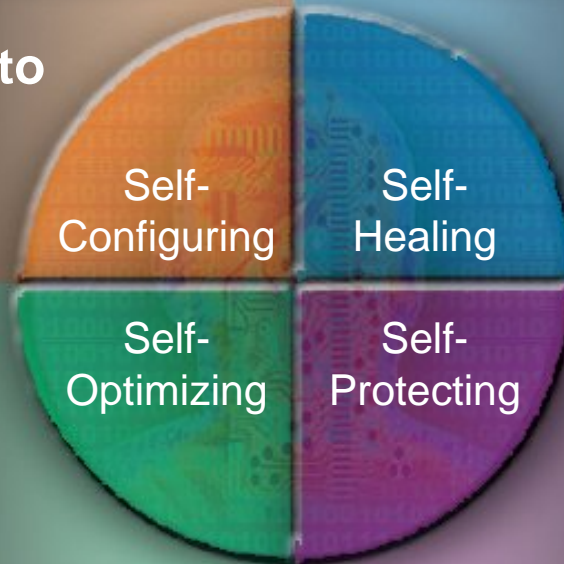 to
Self-
Configuring
Self-
Healing
Self-
Optimizing
Self-
Protecting